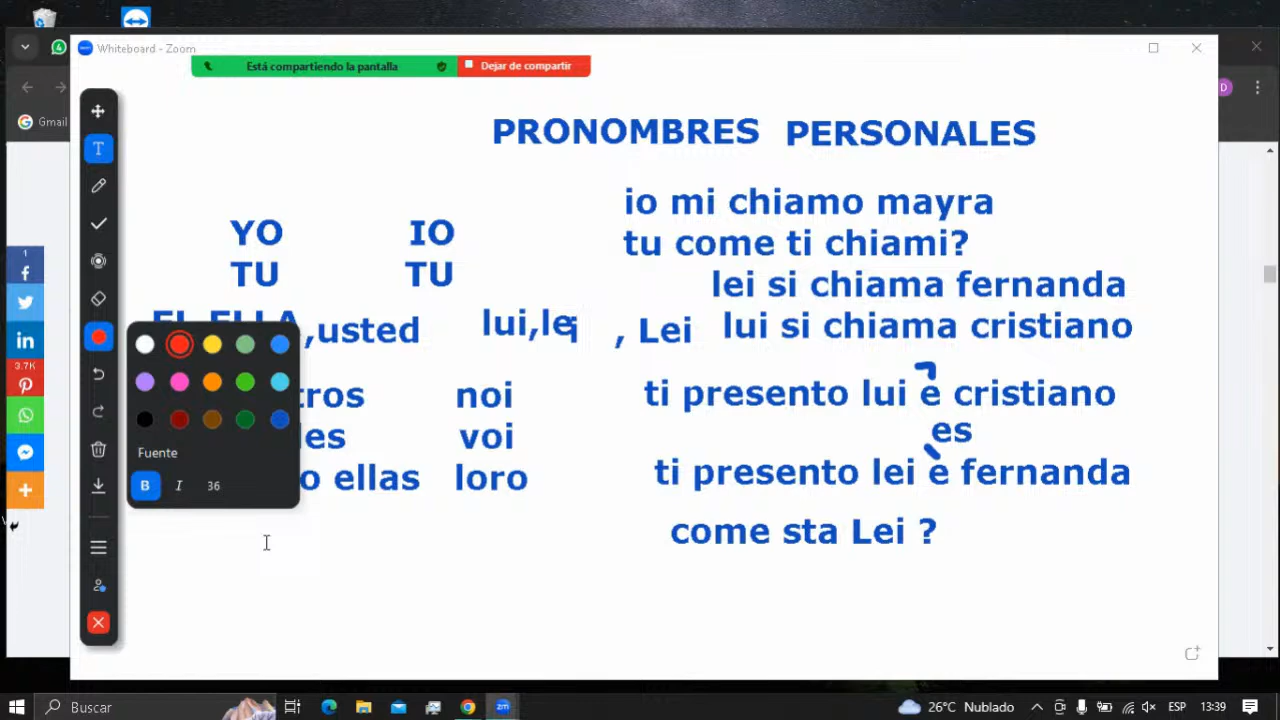 Whiteboard - Zoom
Está compartiendo la pantalla
Dejar de compartir
Gmail
D
4
PRONOMBRES PERSONALES
YO IO
TU TU
,usted lui,lei , Lei
tros noi
les voi
o ellas loro
io mi chiamo mayra
tu come ti chiami?
lei si chiama fernanda
lui si chiama cristiano
ti presento lui e cristiano
es
ti presento lei e fernanda
come sta Lei ?
Fuente
B I 36
1
3.7K
Buscar
26°C Nublado
ESP
13:39